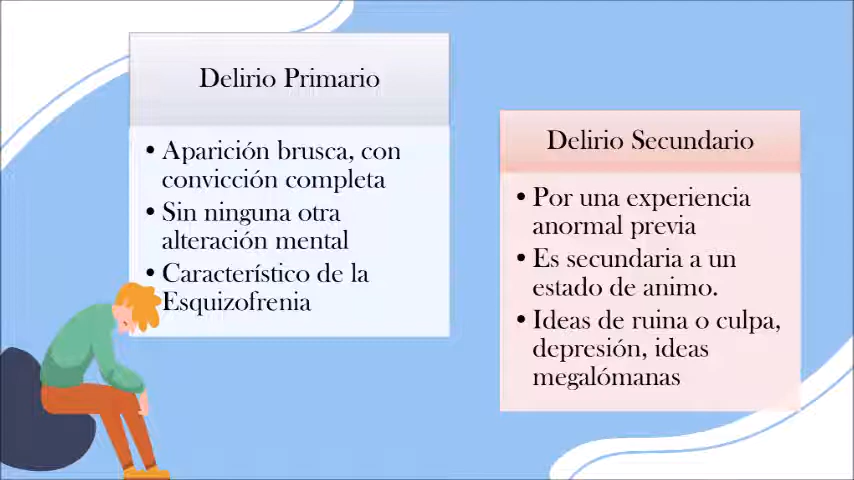 Delirio Primario
• Aparición brusca, con
convicción completa
• Sin ninguna otra
alteración mental
• Característico de la
Esquizofrenia
Delirio Secundario
• Por una experiencia
anormal previa
• Es secundaria a un
estado de animo.
• Ideas de ruina o culpa,
depresión, ideas
megalómanas